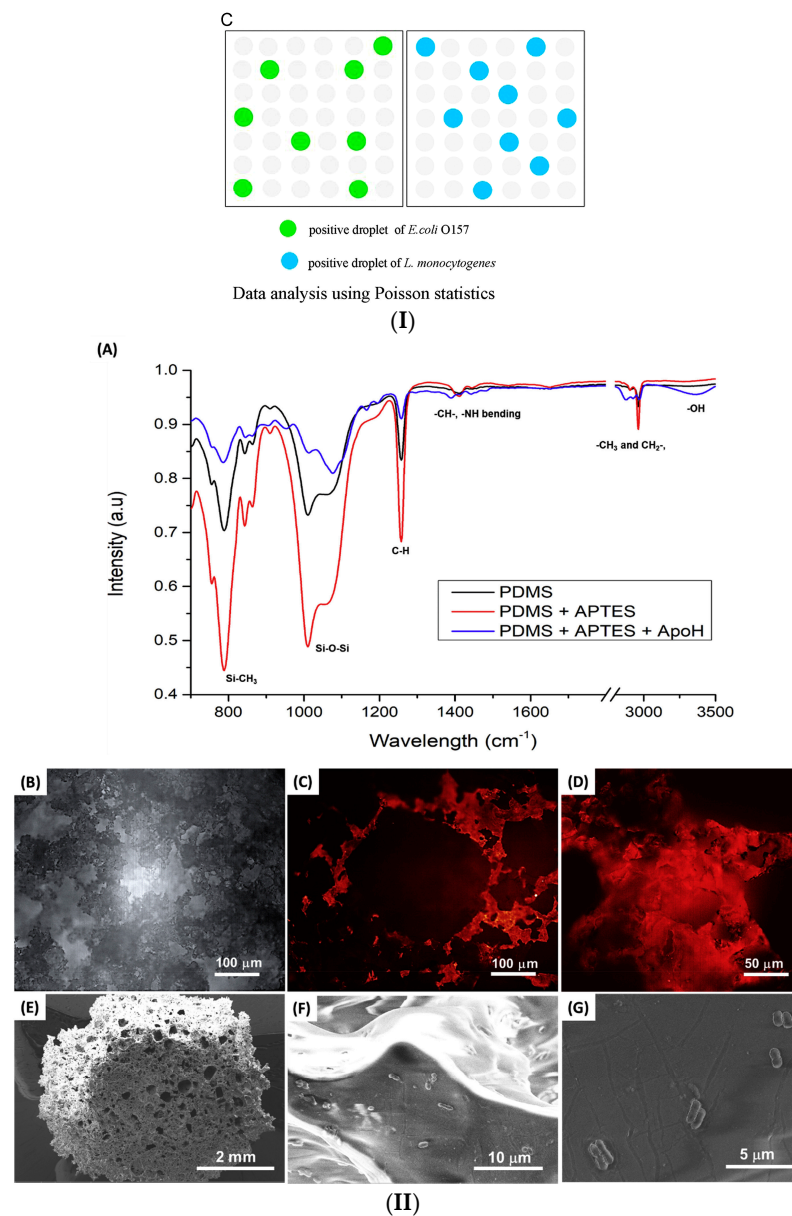 C
positive droplet of E.coli O157
positive droplet of L. monocytogenes
Data analysis using Poisson statistics
(I)
(A)
1.0
0.9
0.8
0.7
0.6
0.5
0.4
Intensity (a.u)
-CH-, -NH bending
-OH
-CH₃ and CH₂-,
C-H
Si-O-Si
Si-CH₃
PDMS
PDMS + APTES
PDMS + APTES + ApoH
800 1000 1200 1400 1600 3000 3500
Wavelength (cm⁻¹)
(B)
100 μm
(C)
100 μm
(D)
50 μm
(E)
2 mm
(F)
10 μm
(G)
5 μm
(II)